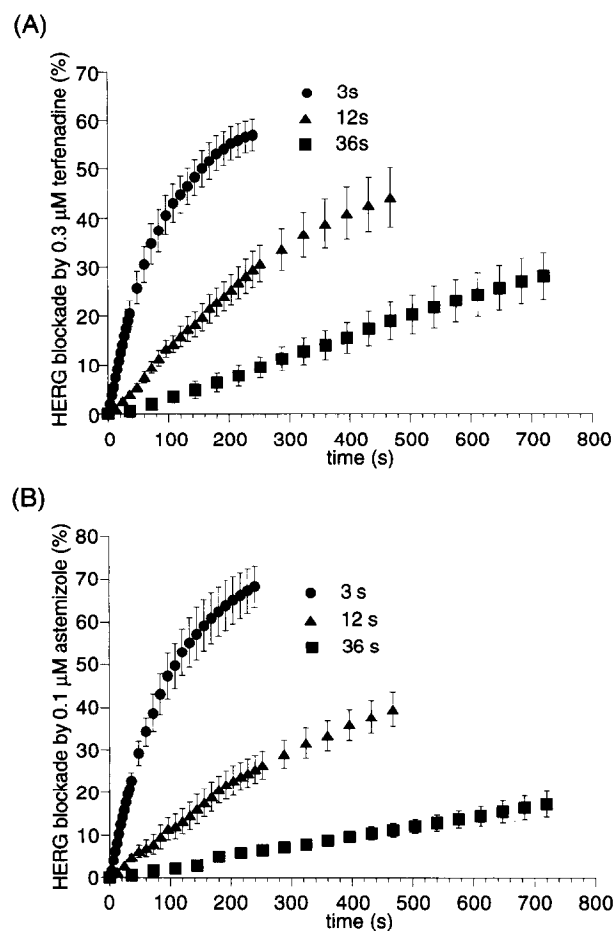 (A)
HERG blockade by 0.3 µM terfenadine (%)
70
60
50
40
30
20
10
0
3s
12s
36s
0 100 200 300 400 500 600 700 800
time (s)
(B)
HERG blockade by 0.1 µM astemizole (%)
80
70
60
50
40
30
20
10
0
3 s
12 s
36 s
0 100 200 300 400 500 600 700 800
time (s)